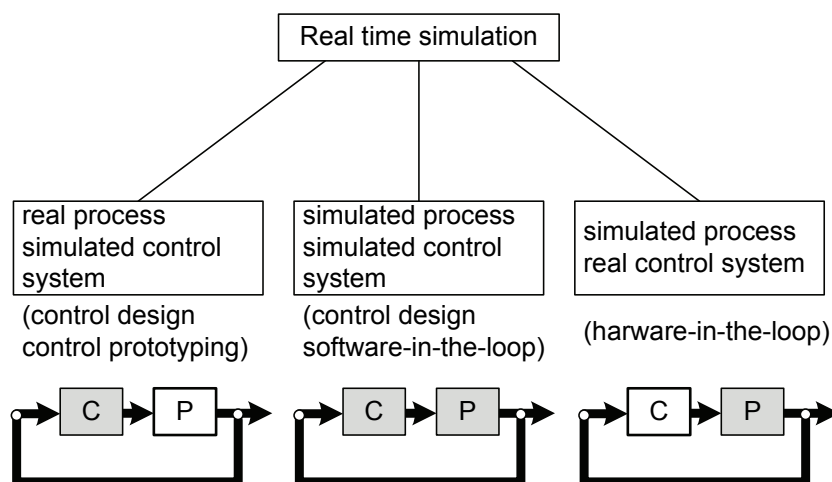 Real time simulation
real process
simulated control
system
(control design
control prototyping)
simulated process
simulated control
system
(control design
software-in-the-loop)
simulated process
real control system
(harware-in-the-loop)
C P
C P
C P